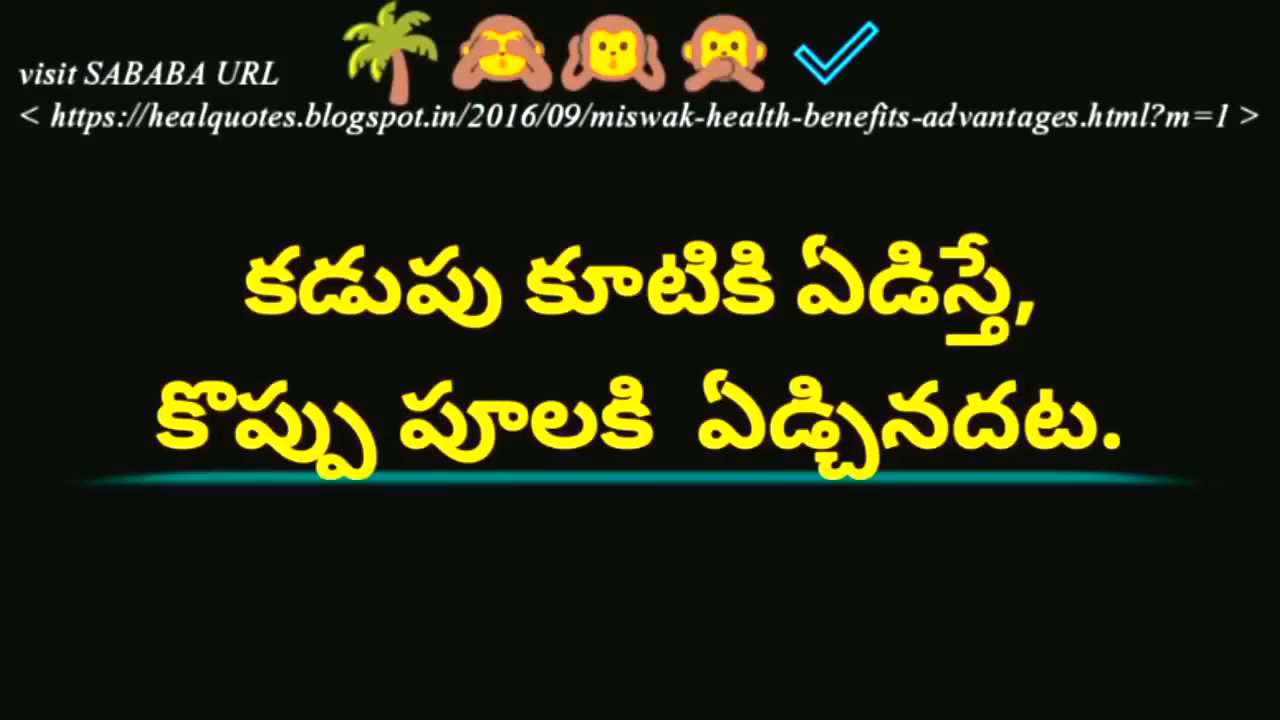 visit SABABA URL
< https://healquotes.blogspot.in/2016/09/miswak-health-benefits-advantages.html?m=1 >
కడుపు కూటికి ఏడిస్తే,
కొప్పు పూలకి ఏడ్చినదట.